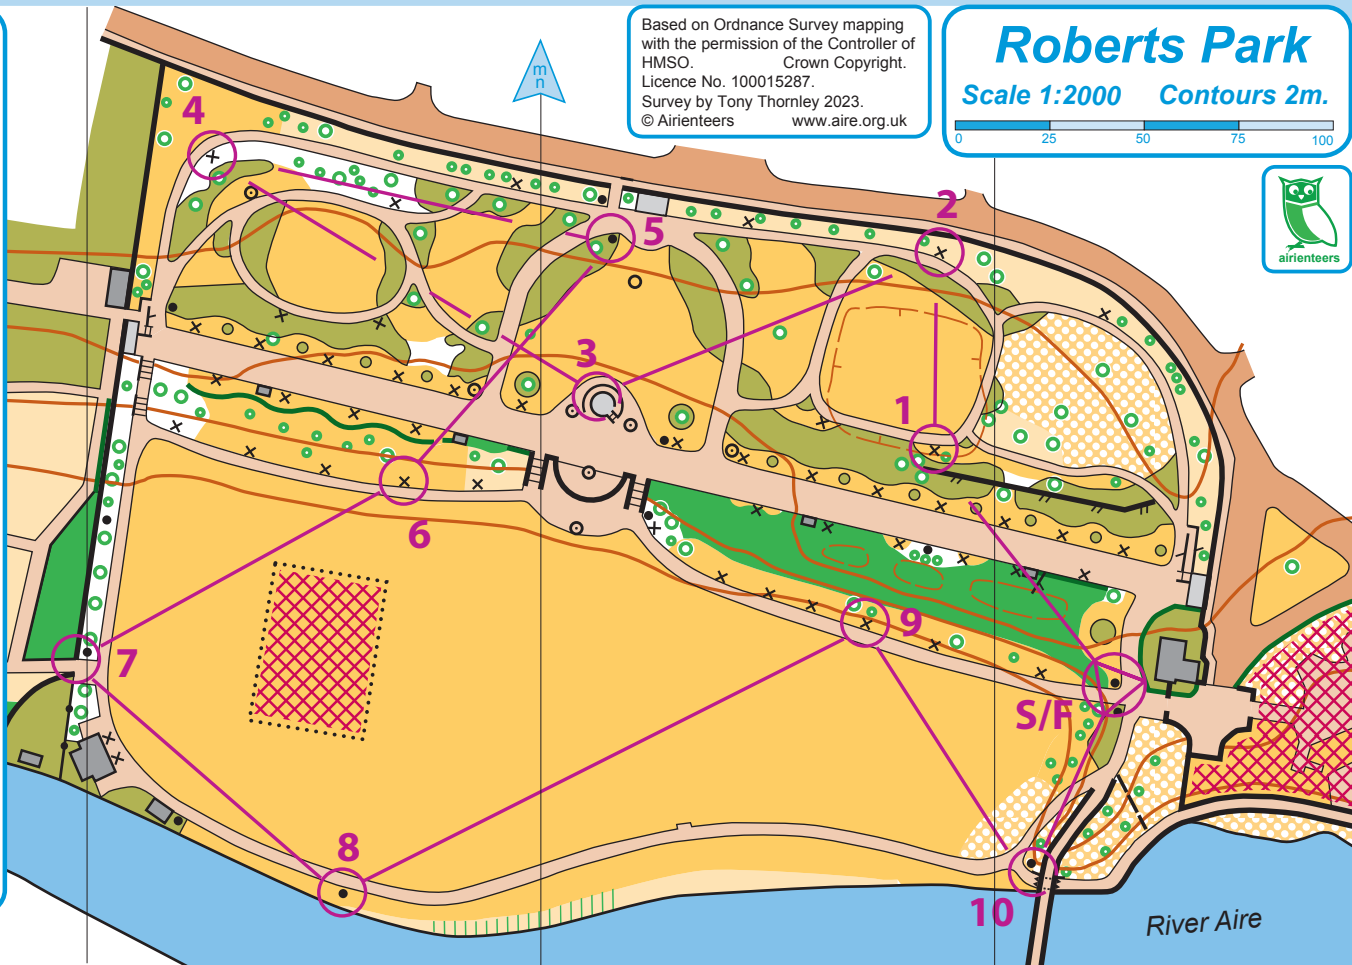 Based on Ordnance Survey mapping
with the permission of the Controller of
HMSO. Crown Copyright.
Licence No. 100015287.
Survey by Tony Thornley 2023.
© Airienteers www.aire.org.uk
Roberts Park
Scale 1:2000 Contours 2m.
0 25 50 75 100
m
n
airienteers
4
2
5
3
1
6
9
7
S/F
8
10
River Aire